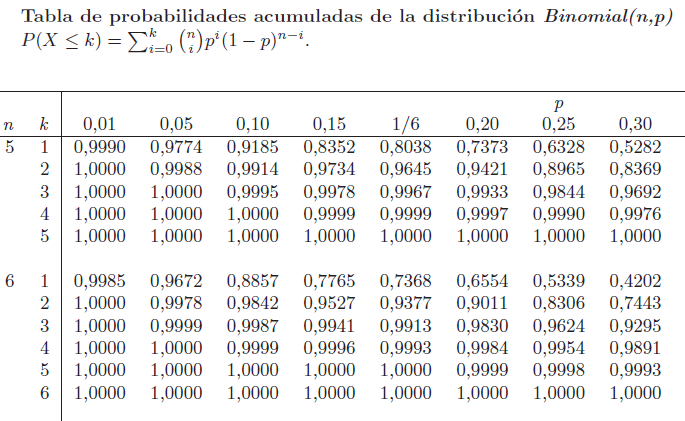 Tabla de probabilidades acumuladas de la distribución Binomial(n,p)
P(X ≤ k) = ∑ᵏᵢ₌₀ (ⁿᵢ)pⁱ(1 − p)ⁿ⁻ⁱ.
p
n k 0,01 0,05 0,10 0,15 1/6 0,20 0,25 0,30
5 1 0,9990 0,9774 0,9185 0,8352 0,8038 0,7373 0,6328 0,5282
2 1,0000 0,9988 0,9914 0,9734 0,9645 0,9421 0,8965 0,8369
3 1,0000 1,0000 0,9995 0,9978 0,9967 0,9933 0,9844 0,9692
4 1,0000 1,0000 1,0000 0,9999 0,9999 0,9997 0,9990 0,9976
5 1,0000 1,0000 1,0000 1,0000 1,0000 1,0000 1,0000 1,0000
6 1 0,9985 0,9672 0,8857 0,7765 0,7368 0,6554 0,5339 0,4202
2 1,0000 0,9978 0,9842 0,9527 0,9377 0,9011 0,8306 0,7443
3 1,0000 0,9999 0,9987 0,9941 0,9913 0,9830 0,9624 0,9295
4 1,0000 1,0000 0,9999 0,9996 0,9993 0,9984 0,9954 0,9891
5 1,0000 1,0000 1,0000 1,0000 1,0000 0,9999 0,9998 0,9993
6 1,0000 1,0000 1,0000 1,0000 1,0000 1,0000 1,0000 1,0000